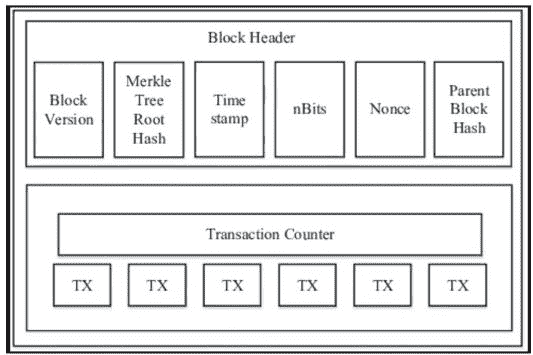 Block Header
Block
Version
Merkle
Tree
Root
Hash
Time
stamp
nBits
Nonce
Parent
Block
Hash
Transaction Counter
TX
TX
TX
TX
TX
TX